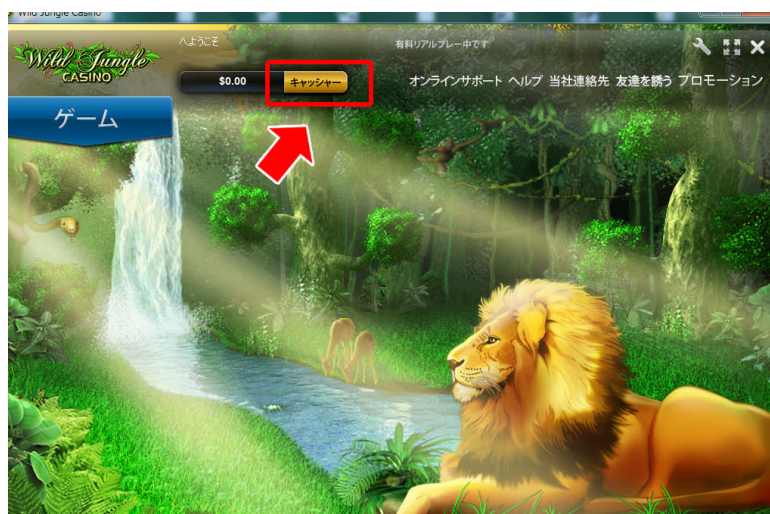 Wild Jungle Casino
へようこそ
有料リアルプレー中です
Wild Jungle
CASINO
$0.00
キャッシャー
オンラインサポート ヘルプ 当社連絡先 友達を誘う プロモーション
ゲーム